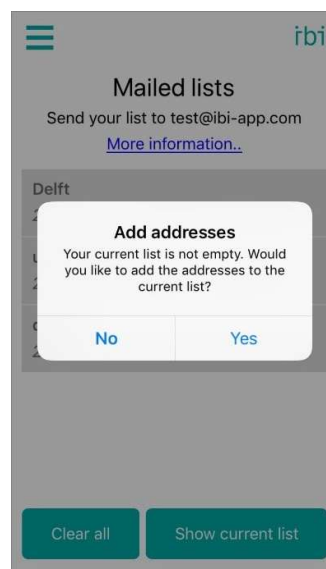 ibi
Mailed lists
Send your list to test@ibi-app.com
More information..
Delft
Add addresses
Your current list is not empty. Would
you like to add the addresses to the
current list?
No
Yes
Clear all
Show current list